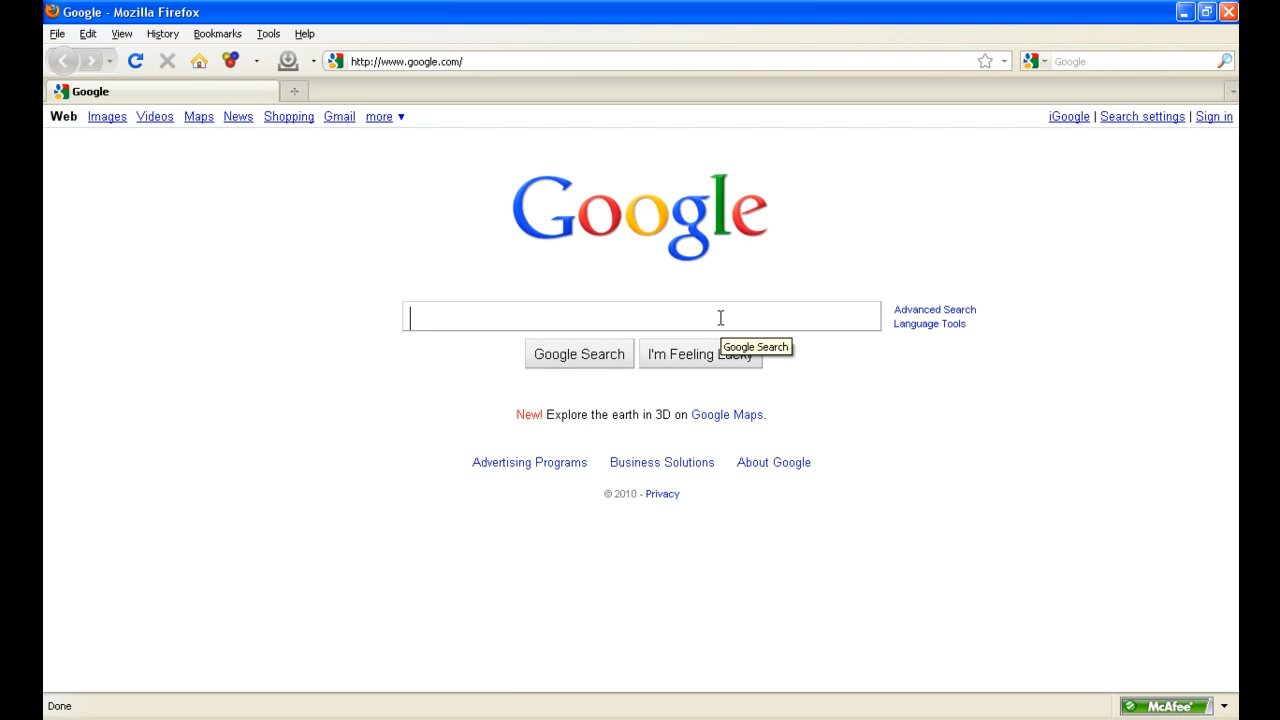 Google - Mozilla Firefox
File Edit View History Bookmarks Tools Help
http://www.google.com/ Google
Google
Web Images Videos Maps News Shopping Gmail more ▼ iGoogle | Search settings | Sign in
Google
Advanced Search
Language Tools
Google Search I'm Feeling Lucky
Google Search
New! Explore the earth in 3D on Google Maps.
Advertising Programs Business Solutions About Google
© 2010 - Privacy
Done McAfee